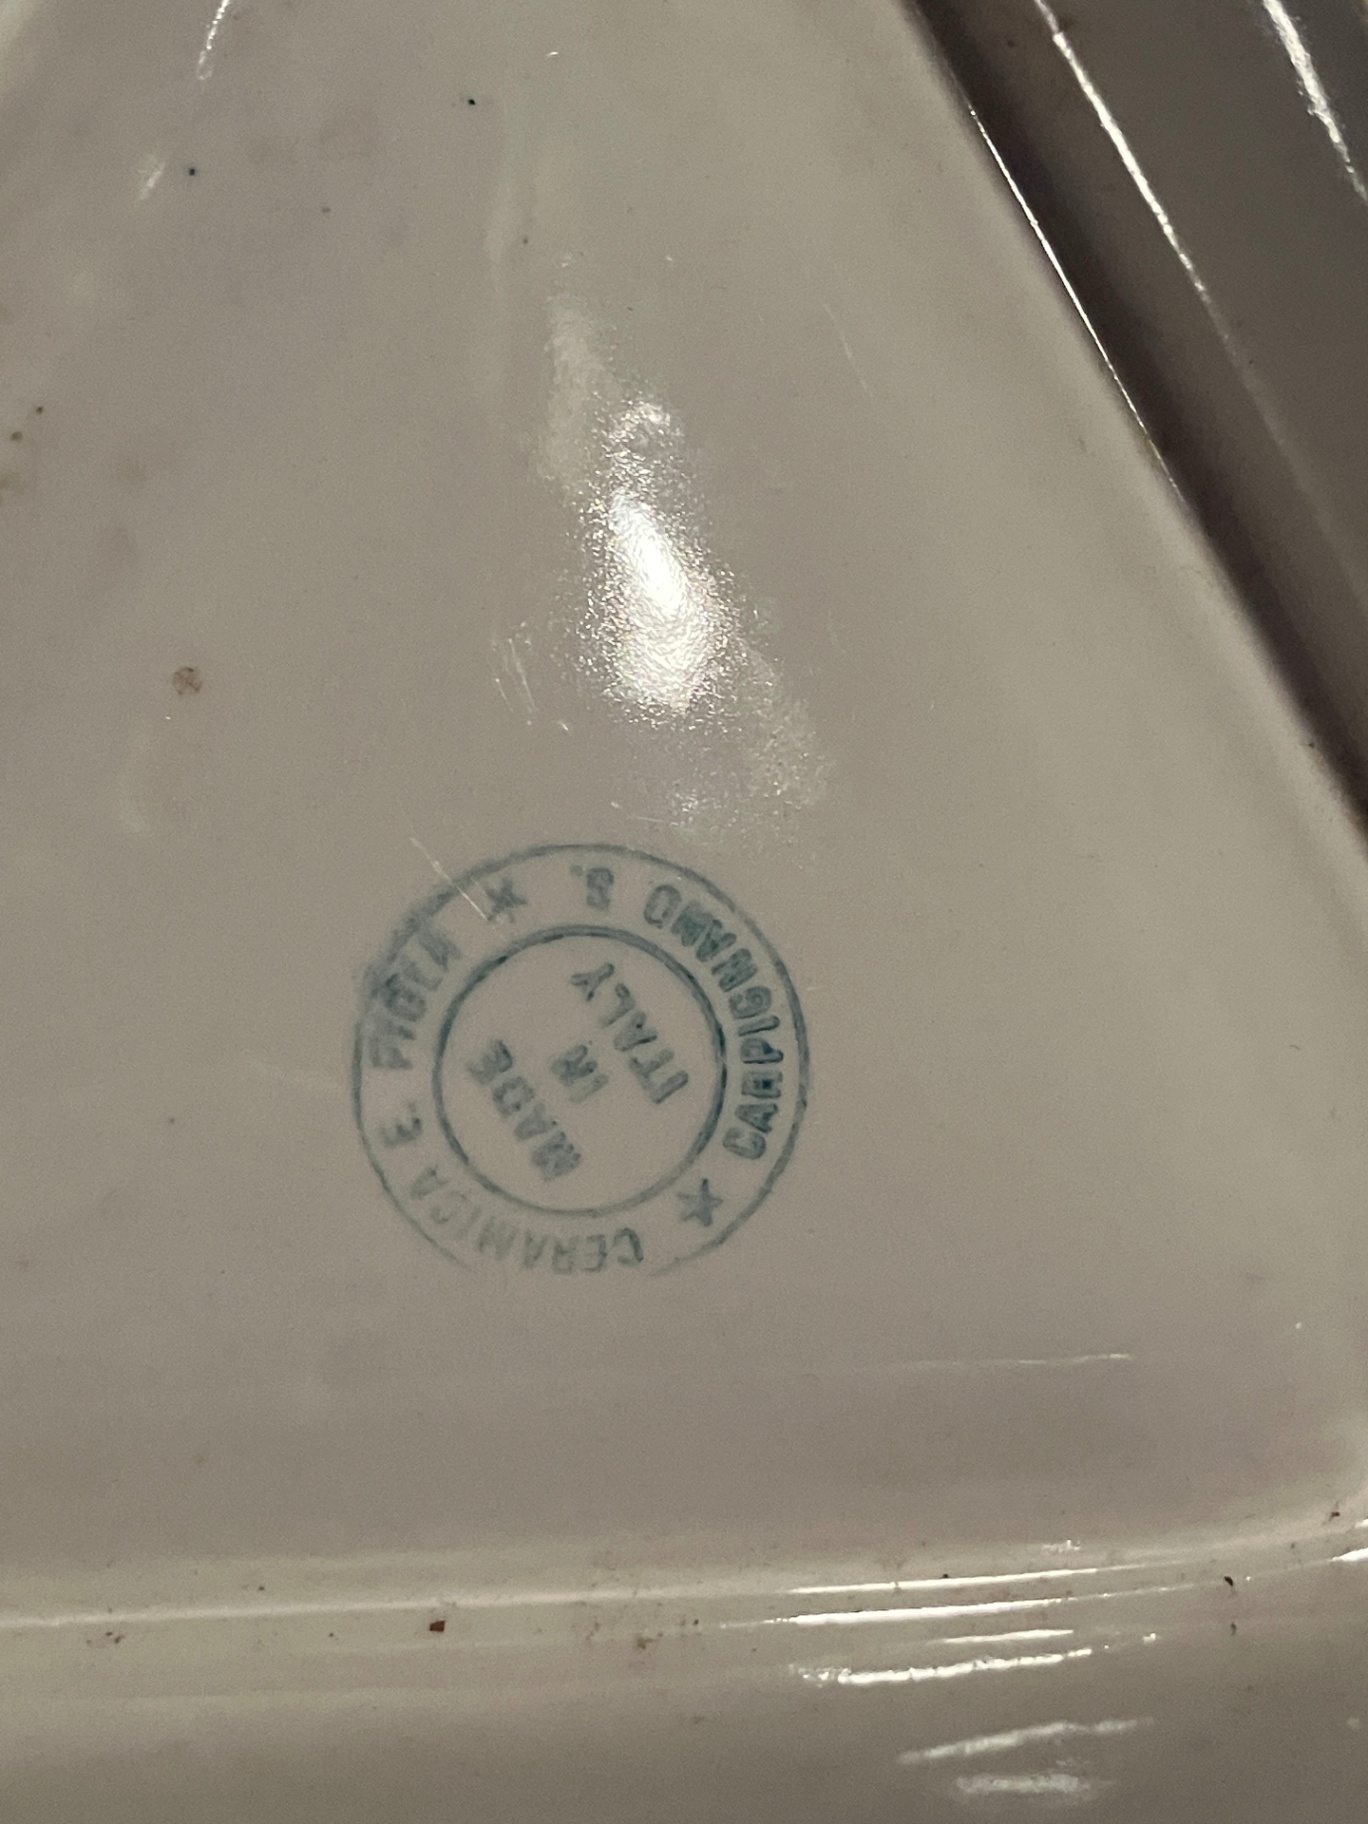 CERAMICA E. PIOLA ★ CARPIGNANO S. ★
MADE
IN
ITALY